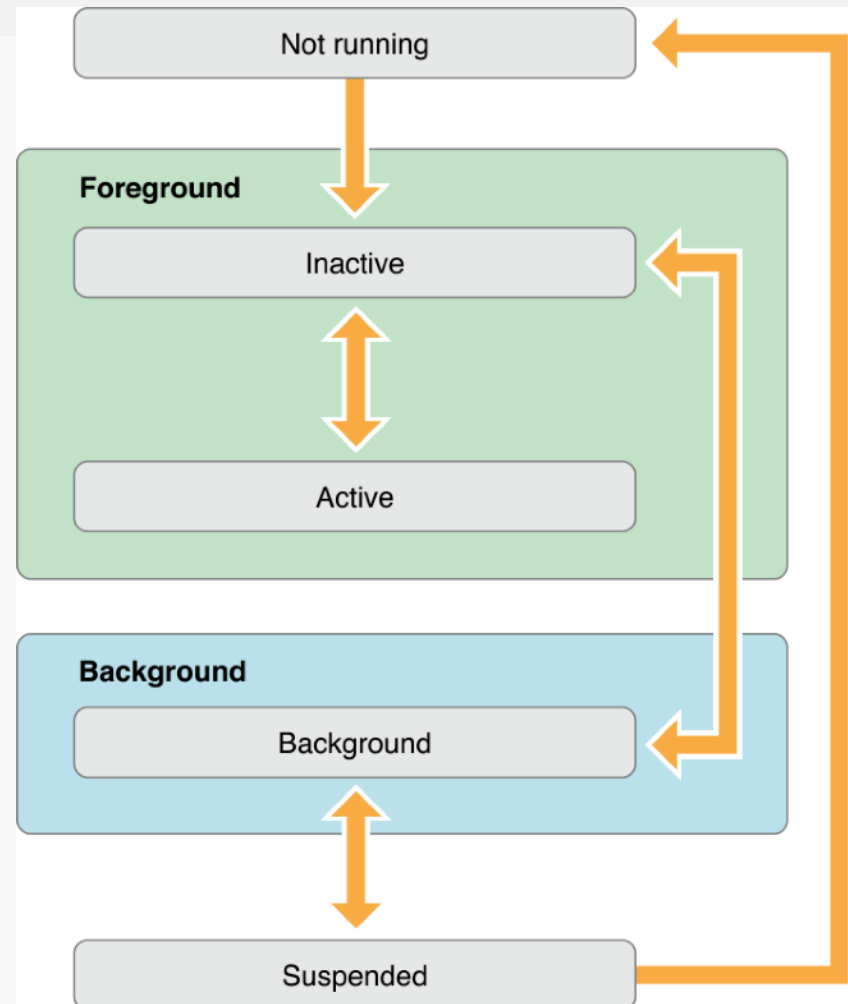 Not running
Foreground
Inactive
Active
Background
Background
Suspended